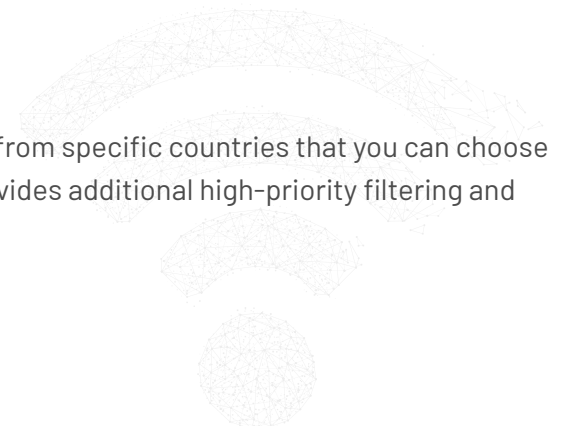 from specific countries that you can choose
vides additional high-priority filtering and